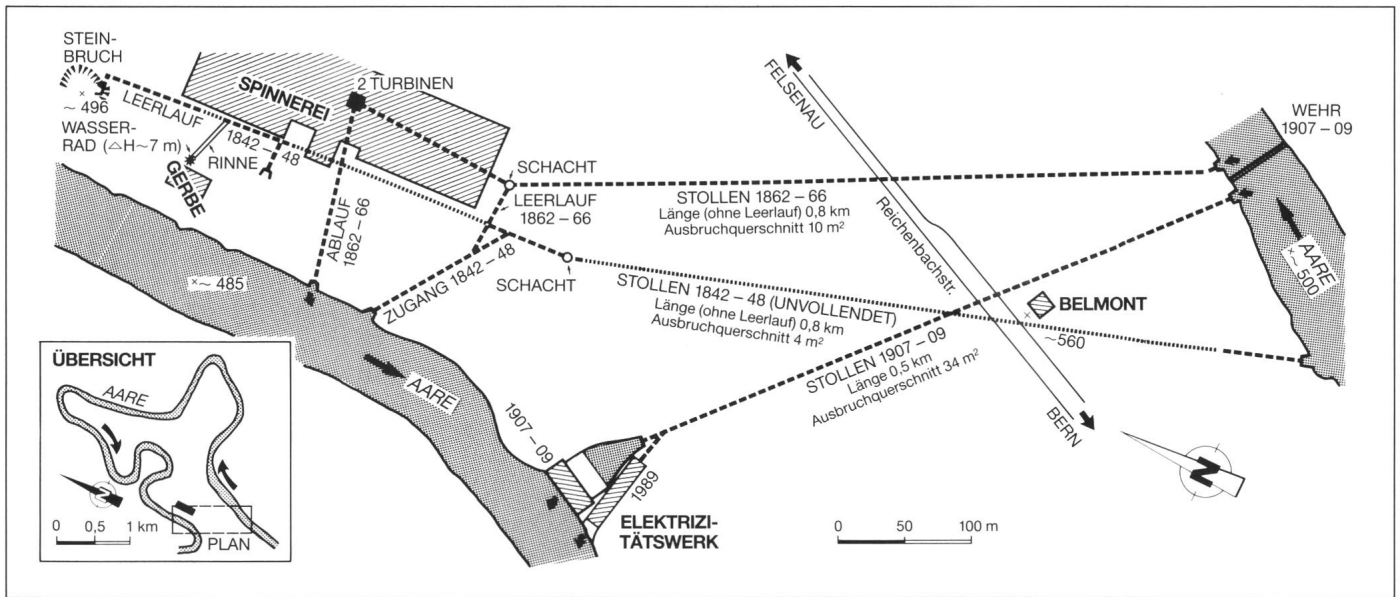 STEIN-
BRUCH
× ~ 496
LEERLAUF
1842 – 48
WASSER-
RAD (△H~7 m)
RINNE
GERBE
SPINNEREI
2 TURBINEN
SCHACHT
LEERLAUF
1862 – 66
ABLAUF
1862 – 66
ZUGANG 1842 – 48
SCHACHT
×~ 485
AARE
STOLLEN 1862 – 66
Länge (ohne Leerlauf) 0,8 km
Ausbruchquerschnitt 10 m²
STOLLEN 1842 – 48 (UNVOLLENDET)
Länge (ohne Leerlauf) 0,8 km
Ausbruchquerschnitt 4 m²
STOLLEN 1907 – 09
Länge 0,5 km
Ausbruchquerschnitt 34 m²
FELSENAU
Reichenbachstr.
BERN
WEHR
1907 – 09
AARE
×~ 500
BELMONT
×
~560
1907 – 09
1989
ELEKTRIZI-
TÄTSWERK
0 50 100 m
N
ÜBERSICHT
AARE
N
0 0,5 1 km
PLAN